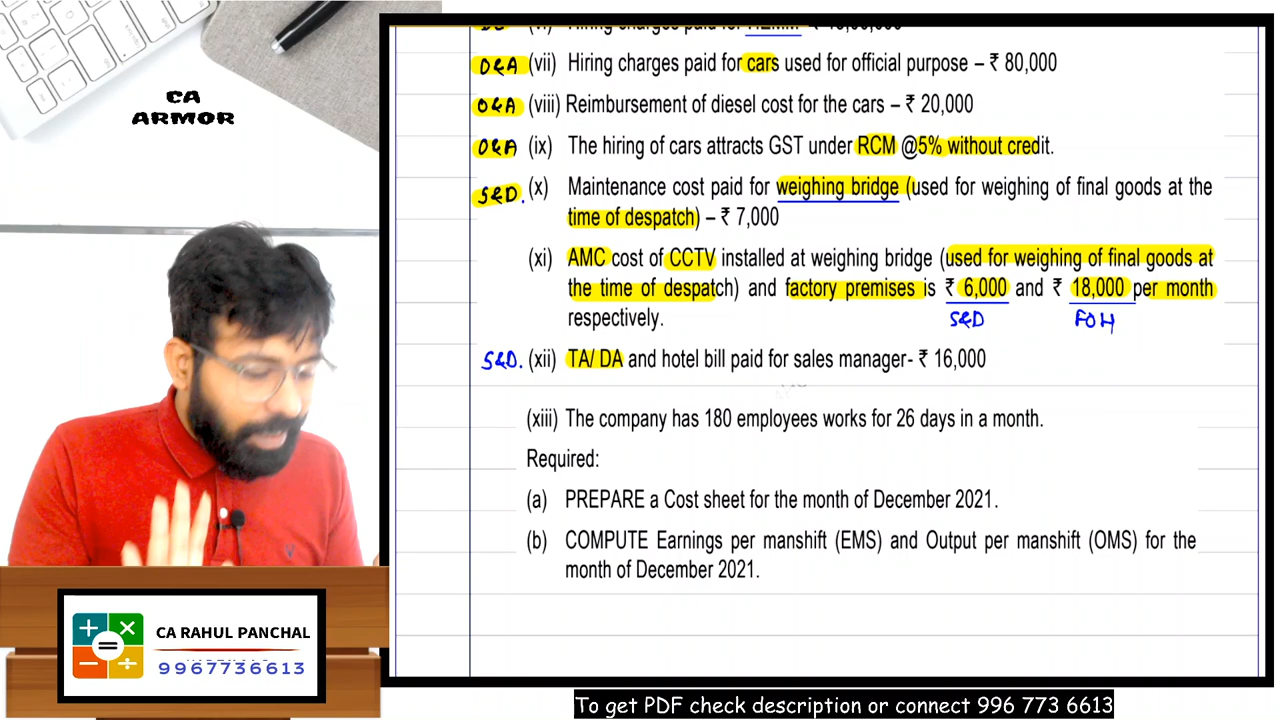 CA
ARMOR
(vi) Hiring charges paid for HEMM – ₹
O&A (vii) Hiring charges paid for cars used for official purpose – ₹ 80,000
O&A (viii) Reimbursement of diesel cost for the cars – ₹ 20,000
O&A (ix) The hiring of cars attracts GST under RCM @5% without credit.
S&D. (x) Maintenance cost paid for weighing bridge (used for weighing of final goods at the
time of despatch) – ₹ 7,000
(xi) AMC cost of CCTV installed at weighing bridge (used for weighing of final goods at
the time of despatch) and factory premises is ₹ 6,000 and ₹ 18,000 per month
respectively.
S&D FOH
S&D. (xii) TA/ DA and hotel bill paid for sales manager- ₹ 16,000
(xiii) The company has 180 employees works for 26 days in a month.
Required:
(a) PREPARE a Cost sheet for the month of December 2021.
(b) COMPUTE Earnings per manshift (EMS) and Output per manshift (OMS) for the
month of December 2021.
CA RAHUL PANCHAL
9967736613
To get PDF check description or connect 996 773 6613